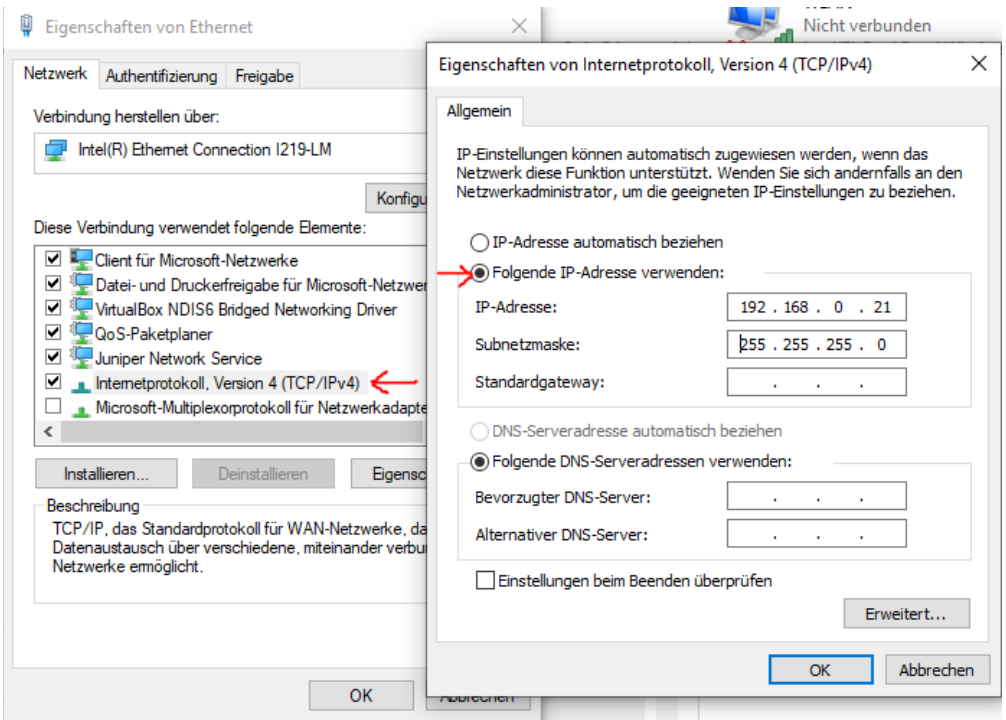 Eigenschaften von Ethernet
Netzwerk Authentifizierung Freigabe
Verbindung herstellen über:
Intel(R) Ethernet Connection I219-LM
Diese Verbindung verwendet folgende Elemente:
Client für Microsoft-Netzwerke
Datei- und Druckerfreigabe für
VirtualBox NDIS6 Bridged Networking Driver
QoS-Paketplaner
Juniper Network Service
Internetprotokoll, Version 4 (TCP/IPv4)
Microsoft-Multiplexorprotokoll für
Installieren... Deinstallieren
Beschreibung
TCP/IP, das Standardprotokoll für WAN-Netzwerke,
Datenaustausch über verschiedene, miteinander
Netzwerke ermöglicht.
OK Abbrechen
Nicht verbunden
Eigenschaften von Internetprotokoll, Version 4 (TCP/IPv4)
Allgemein
IP-Einstellungen können automatisch zugewiesen werden, wenn das
Netzwerk diese Funktion unterstützt. Wenden Sie sich andernfalls an den
Netzwerkadministrator, um die geeigneten IP-Einstellungen zu beziehen.
IP-Adresse automatisch beziehen
Folgende IP-Adresse verwenden:
IP-Adresse: 192 . 168 . 0 . 21
Subnetzmaske: 255 . 255 . 255 . 0
Standardgateway: . . .
DNS-Serveradresse automatisch beziehen
Folgende DNS-Serveradressen verwenden:
Bevorzugter DNS-Server: . . .
Alternativer DNS-Server: . . .
Einstellungen beim Beenden überprüfen
Erweitert...
OK Abbrechen